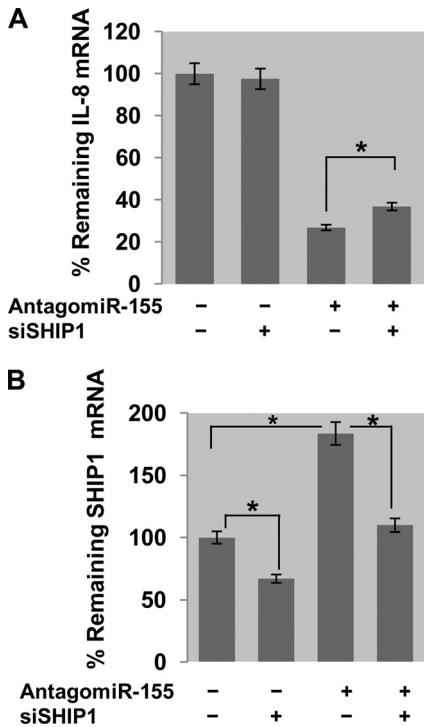 A
% Remaining IL-8 mRNA
120
100
80
60
40
20
0
*
AntagomiR-155 – – + +
siSHIP1 – + – +
B
% Remaining SHIP1 mRNA
200
150
100
50
0
* *
*
AntagomiR-155 – – + +
siSHIP1 – + – +